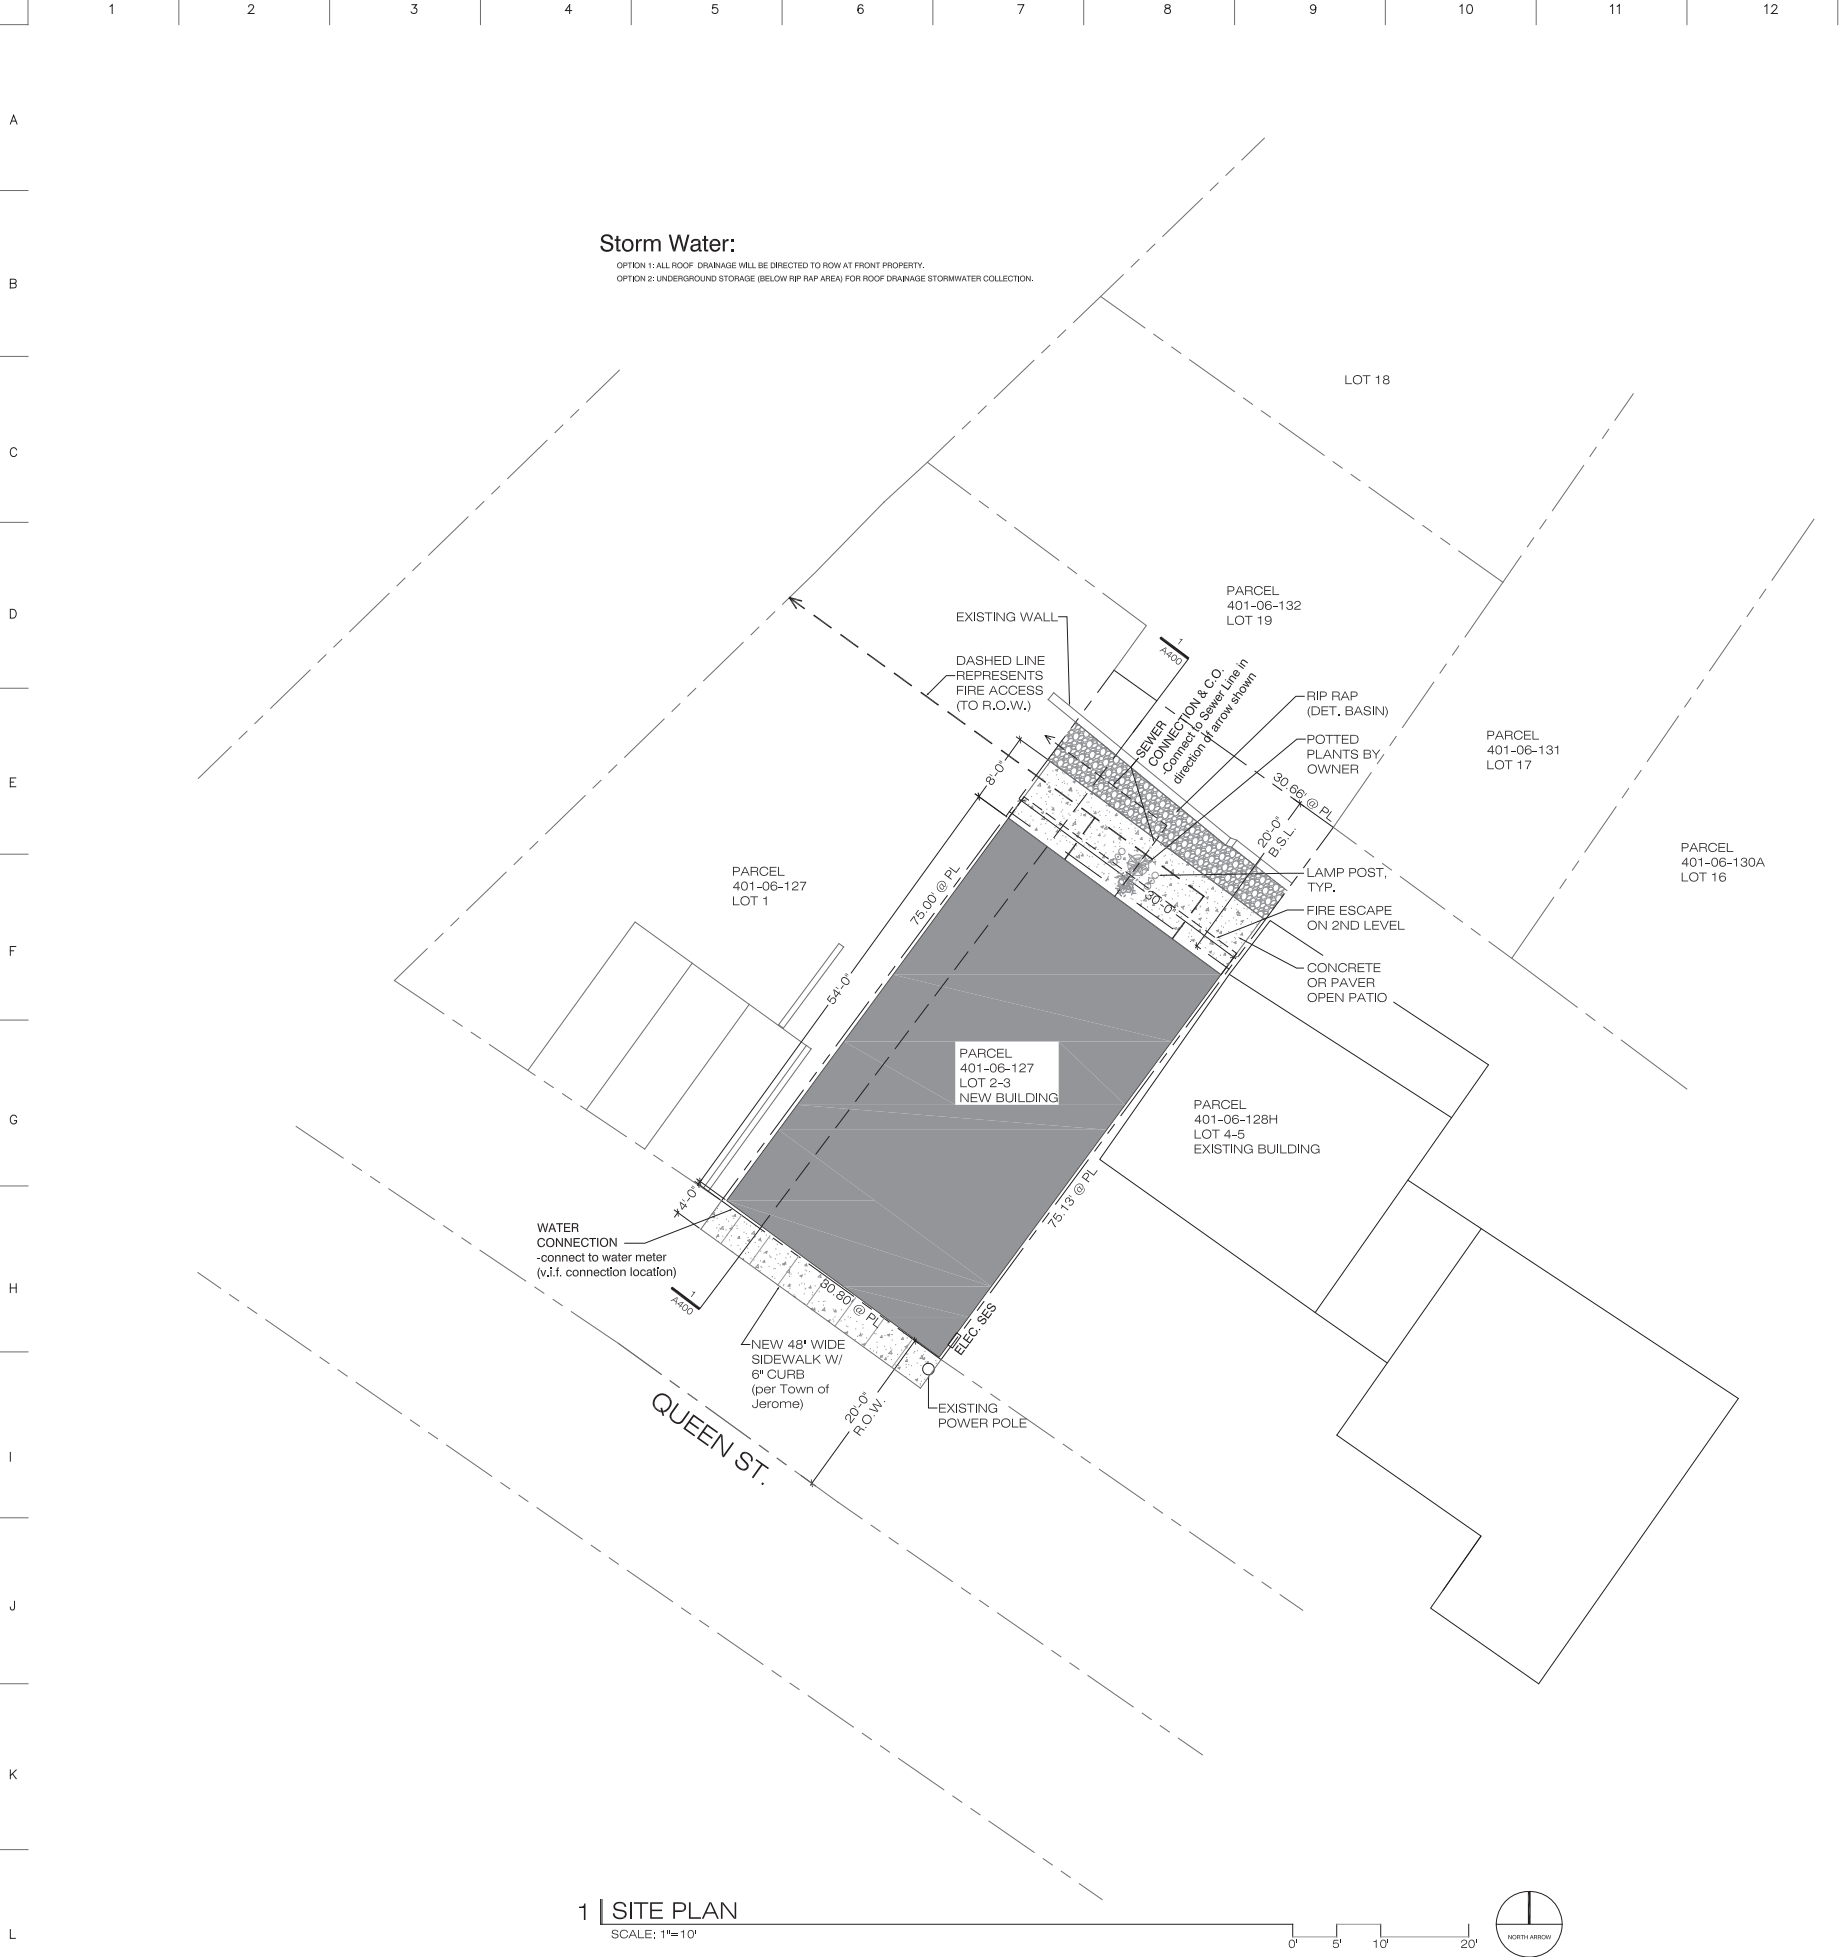 1 2 3 4 5 6 7 8 9 10 11 12
A
B
C
D
E
F
G
H
I
J
K
L
Storm Water:
OPTION 1: ALL ROOF DRAINAGE WILL BE DIRECTED TO ROW AT FRONT PROPERTY.
OPTION 2: UNDERGROUND STORAGE (BELOW RIP RAP AREA) FOR ROOF DRAINAGE STORMWATER COLLECTION.
LOT 18
PARCEL
401-06-132
LOT 19
EXISTING WALL
DASHED LINE
REPRESENTS
FIRE ACCESS
(TO R.O.W.)
1
A400
SEWER
CONNECTION & C.O.
-Connect to Sewer Line in
direction of arrow shown
RIP RAP
(DET. BASIN)
POTTED
PLANTS BY
OWNER
PARCEL
401-06-131
LOT 17
8'-0"
30.66' @ PL
20'-0"
B.S.L.
PARCEL
401-06-130A
LOT 16
LAMP POST,
TYP.
FIRE ESCAPE
ON 2ND LEVEL
CONCRETE
OR PAVER
OPEN PATIO
PARCEL
401-06-127
LOT 1
75.00' @ PL
30'-0"
54'-0"
PARCEL
401-06-127
LOT 2-3
NEW BUILDING
PARCEL
401-06-128H
LOT 4-5
EXISTING BUILDING
75.13' @ PL
4'-0"
WATER
CONNECTION
-connect to water meter
(v.i.f. connection location)
1
A400
30.80' @ PL
ELEC. SES
NEW 48" WIDE
SIDEWALK W/
6" CURB
(per Town of
Jerome)
20'-0"
R.O.W.
EXISTING
POWER POLE
QUEEN ST.
1 SITE PLAN
SCALE: 1"=10'
0' 5' 10' 20'
NORTH ARROW